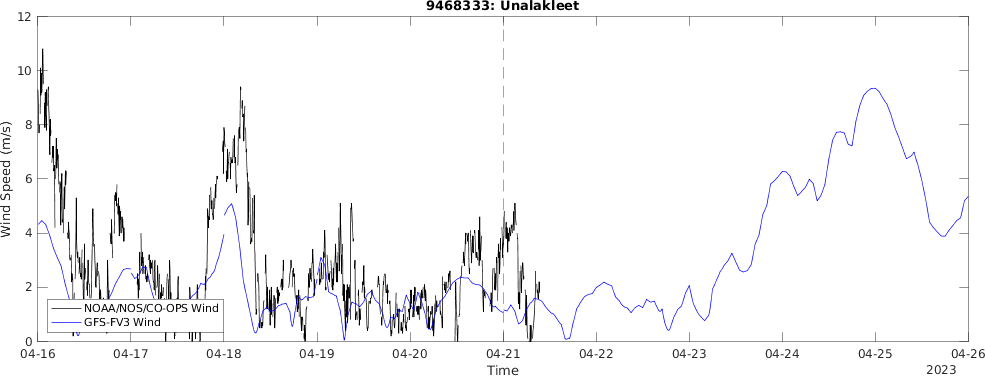 9468333: Unalakleet
12
10
8
6
4
2
0
Wind Speed (m/s)
NOAA/NOS/CO-OPS Wind
GFS-FV3 Wind
04-16 04-17 04-18 04-19 04-20 04-21 04-22 04-23 04-24 04-25 04-26
Time
2023